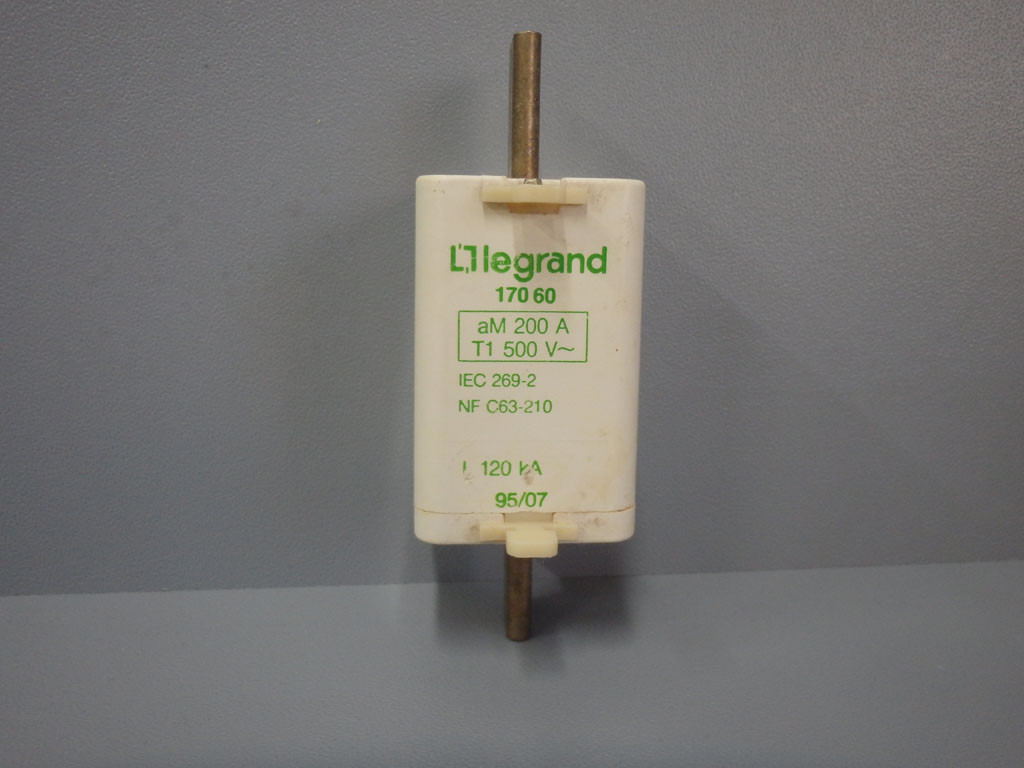 legrand
170 60
aM 200 A
T1 500 V~
IEC 269-2
NF C63-210
I 120 kA
95/07